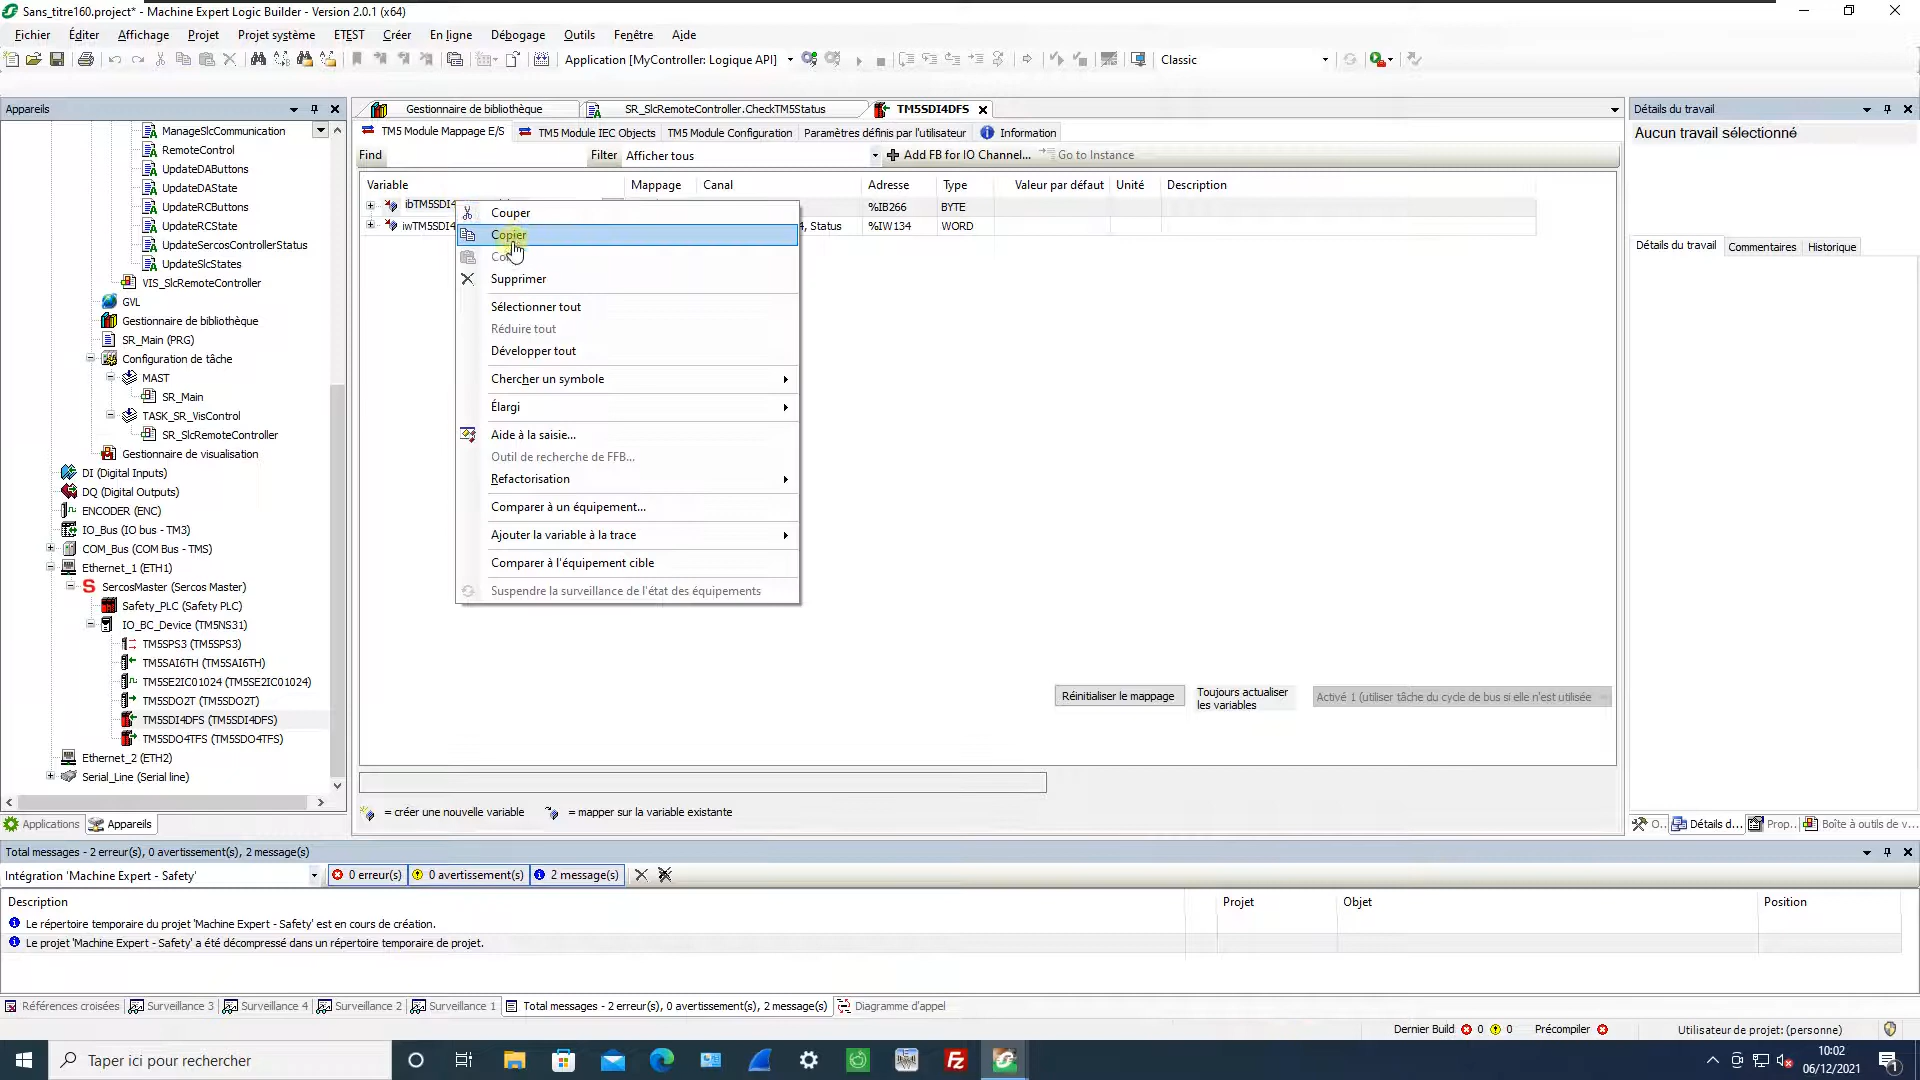 Sans_titre160.project* - Machine Expert Logic Builder - Version 2.0.1 (x64)
Fichier Éditer Affichage Projet Projet système ETEST Créer En ligne Débogage Outils Fenêtre Aide
Application [MyController: Logique API] Classic
Appareils
Gestionnaire de bibliothèque SR_SlcRemoteController.CheckTM5Status TM5SDI4DFS
Détails du travail
TM5 Module Mappage E/S TM5 Module IEC Objects TM5 Module Configuration Paramètres définis par l'utilisateur Information
Aucun travail sélectionné
Find Filter Afficher tous Add FB for IO Channel... Go to Instance
Variable Mappage Canal Adresse Type Valeur par défaut Unité Description
ibTM5SDI4 %IB266 BYTE
iwTM5SDI4 4, Status %IW134 WORD
Couper
Copier
Co
Supprimer
Sélectionner tout
Réduire tout
Développer tout
Chercher un symbole
Élargi
Aide à la saisie...
Outil de recherche de FFB...
Refactorisation
Comparer à un équipement...
Ajouter la variable à la trace
Comparer à l'équipement cible
Suspendre la surveillance de l'état des équipements
ManageSlcCommunication
RemoteControl
UpdateDAButtons
UpdateDAState
UpdateRCButtons
UpdateRCState
UpdateSercosControllerStatus
UpdateSlcStates
VIS_SlcRemoteController
GVL
Gestionnaire de bibliothèque
SR_Main (PRG)
Configuration de tâche
MAST
SR_Main
TASK_SR_VisControl
SR_SlcRemoteController
Gestionnaire de visualisation
DI (Digital Inputs)
DQ (Digital Outputs)
ENCODER (ENC)
IO_Bus (IO bus - TM3)
COM_Bus (COM Bus - TMS)
Ethernet_1 (ETH1)
SercosMaster (Sercos Master)
Safety_PLC (Safety PLC)
IO_BC_Device (TM5NS31)
TM5SPS3 (TM5SPS3)
TM5SAI6TH (TM5SAI6TH)
TM5SE2IC01024 (TM5SE2IC01024)
TM5SDO2T (TM5SDO2T)
TM5SDI4DFS (TM5SDI4DFS)
TM5SDO4TFS (TM5SDO4TFS)
Ethernet_2 (ETH2)
Serial_Line (Serial line)
Détails du travail Commentaires Historique
Réinitialiser le mappage Toujours actualiser
les variables
Activé 1 (utiliser tâche du cycle de bus si elle n'est utilisée
= créer une nouvelle variable = mapper sur la variable existante
Applications Appareils
O... Détails d... Prop... Boîte à outils de v...
Total messages - 2 erreur(s), 0 avertissement(s), 2 message(s)
Intégration 'Machine Expert - Safety' 0 erreur(s) 0 avertissement(s) 2 message(s)
Description Projet Objet Position
Le répertoire temporaire du projet 'Machine Expert - Safety' est en cours de création.
Le projet 'Machine Expert - Safety' a été décompressé dans un répertoire temporaire de projet.
Références croisées Surveillance 3 Surveillance 4 Surveillance 2 Surveillance 1 Total messages - 2 erreur(s), 0 avertissement(s), 2 message(s) Diagramme d'appel
Dernier Build 0 0 Précompiler Utilisateur de projet: (personne)
Taper ici pour rechercher
10:02
06/12/2021
1